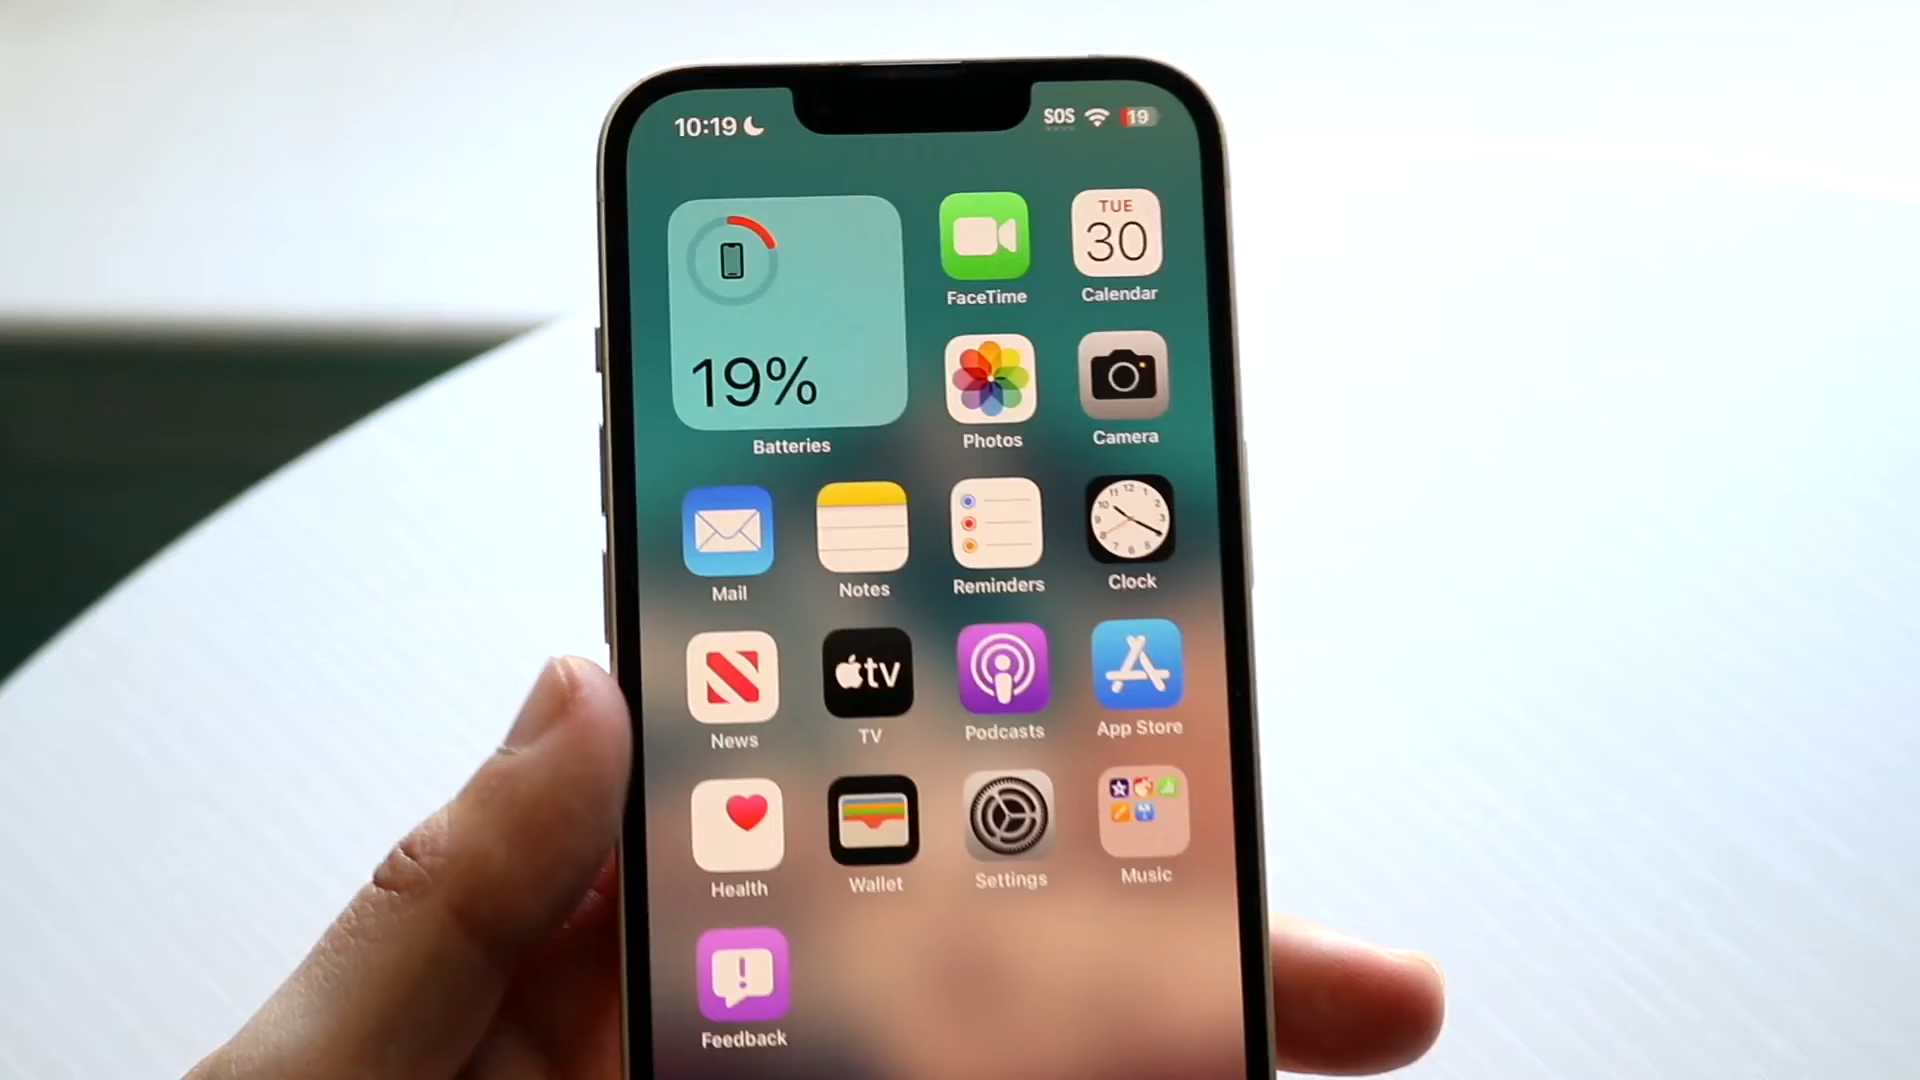 10:19
SOS 19
19%
Batteries
FaceTime
TUE
30
Calendar
Photos
Camera
Mail
Notes
Reminders
Clock
tv
News
TV
Podcasts
App Store
Health
Wallet
Settings
Music
Feedback